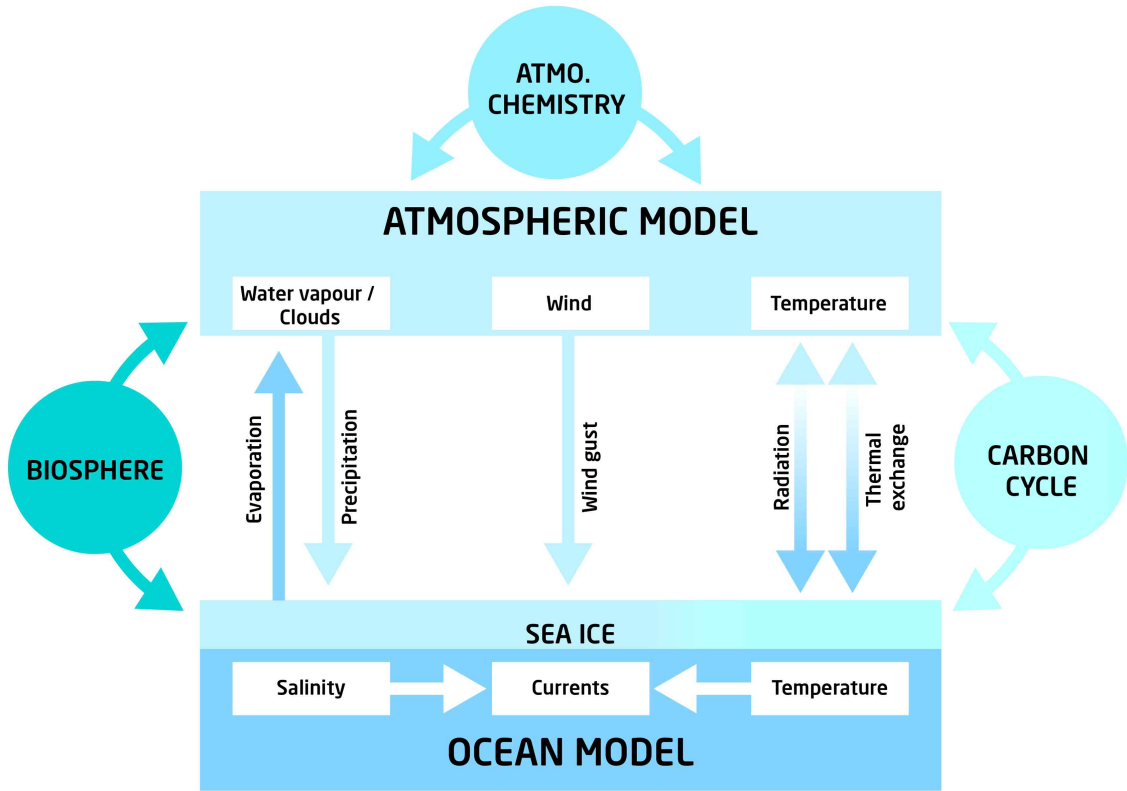 ATMO.
CHEMISTRY
ATMOSPHERIC MODEL
Water vapour /
Clouds
Wind
Temperature
BIOSPHERE
Evaporation
Precipitation
Wind gust
Radiation
Thermal
exchange
CARBON
CYCLE
SEA ICE
Salinity
Currents
Temperature
OCEAN MODEL